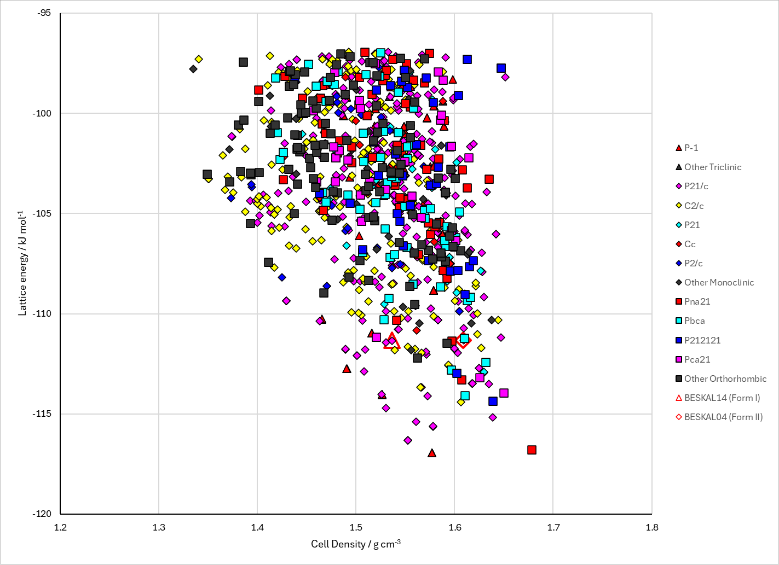 -95
-100
-105
-110
-115
-120
Lattice energy / kJ mol⁻¹
1.2 1.3 1.4 1.5 1.6 1.7 1.8
Cell Density / g cm⁻³
P-1
Other Triclinic
P21/c
C2/c
P21
Cc
P2/c
Other Monoclinic
Pna21
Pbca
P212121
Pca21
Other Orthorhombic
BESKAL14 (Form I)
BESKAL04 (Form II)